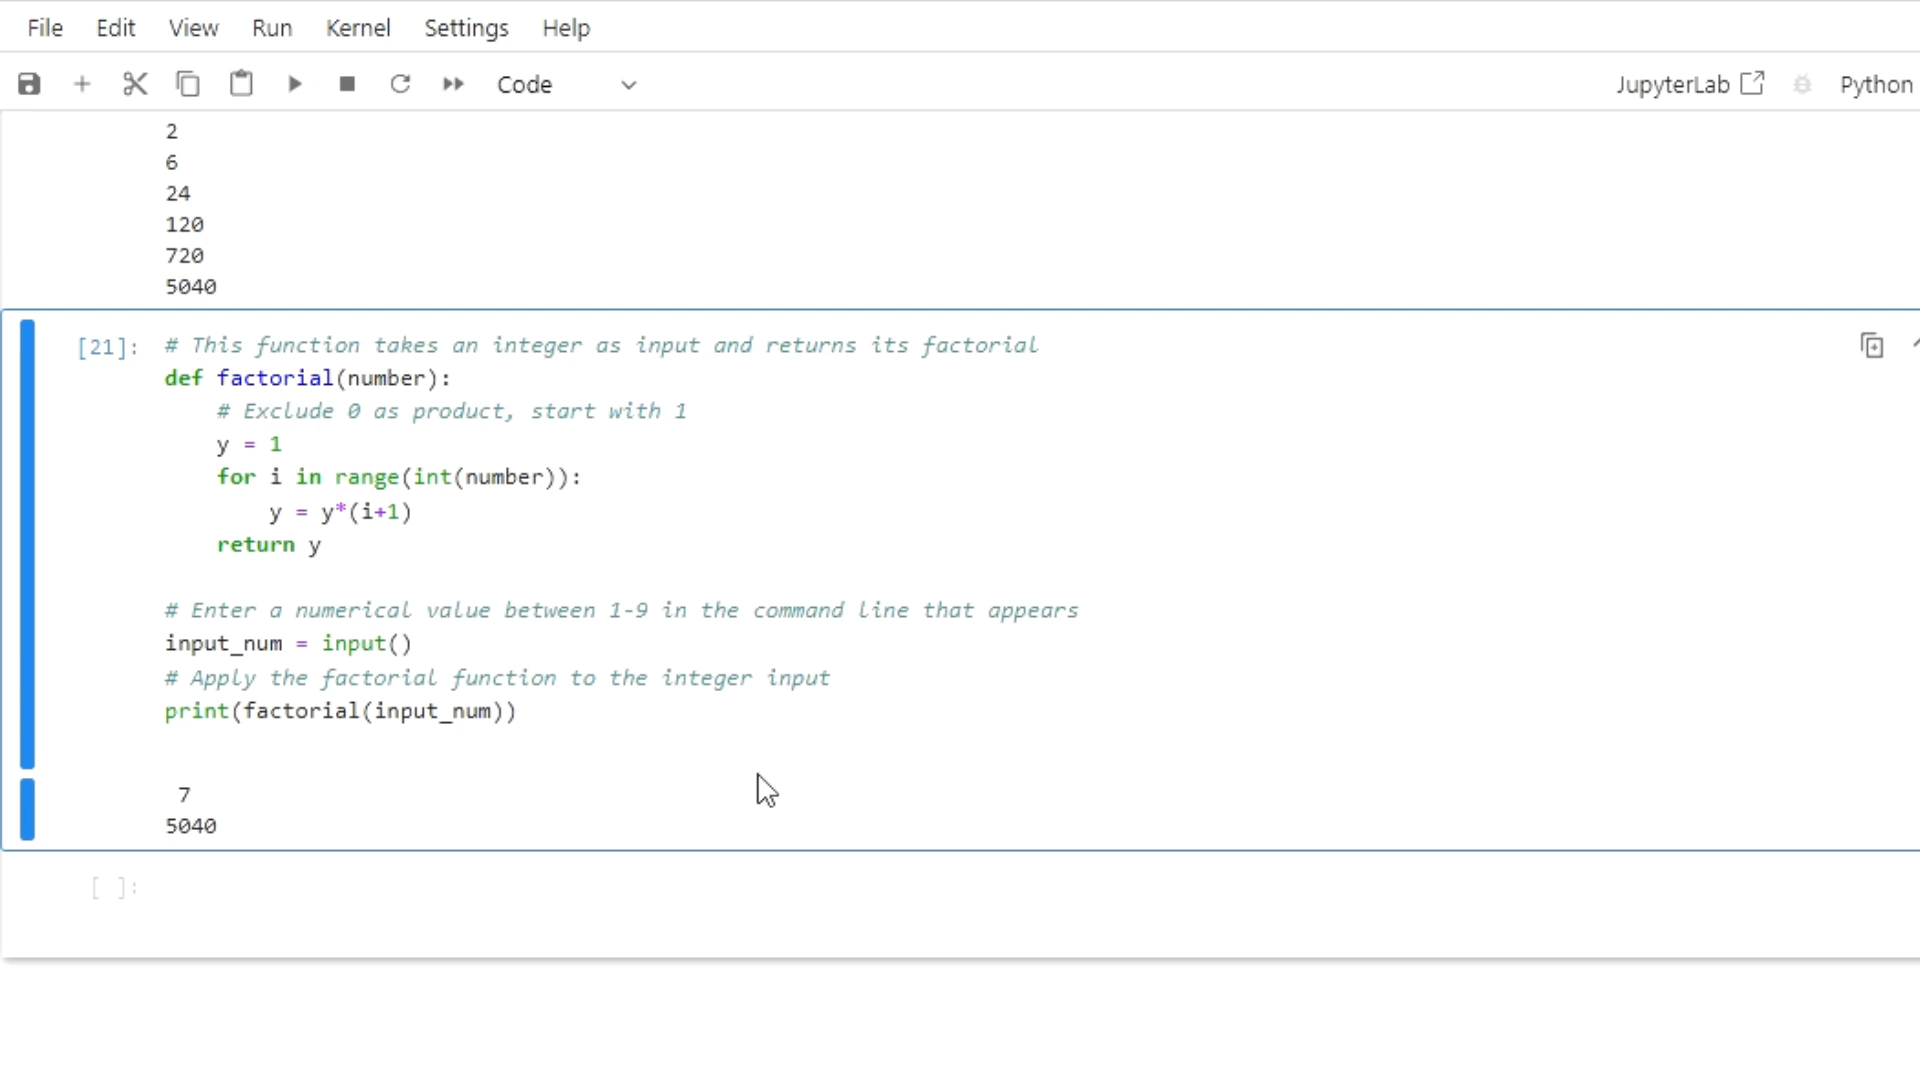 File Edit View Run Kernel Settings Help
Code JupyterLab Python
2
6
24
120
720
5040
[21]: # This function takes an integer as input and returns its factorial
def factorial(number):
    # Exclude 0 as product, start with 1
    y = 1
    for i in range(int(number)):
        y = y*(i+1)
    return y
# Enter a numerical value between 1-9 in the command line that appears
input_num = input()
# Apply the factorial function to the integer input
print(factorial(input_num))
7
5040
[ ]: